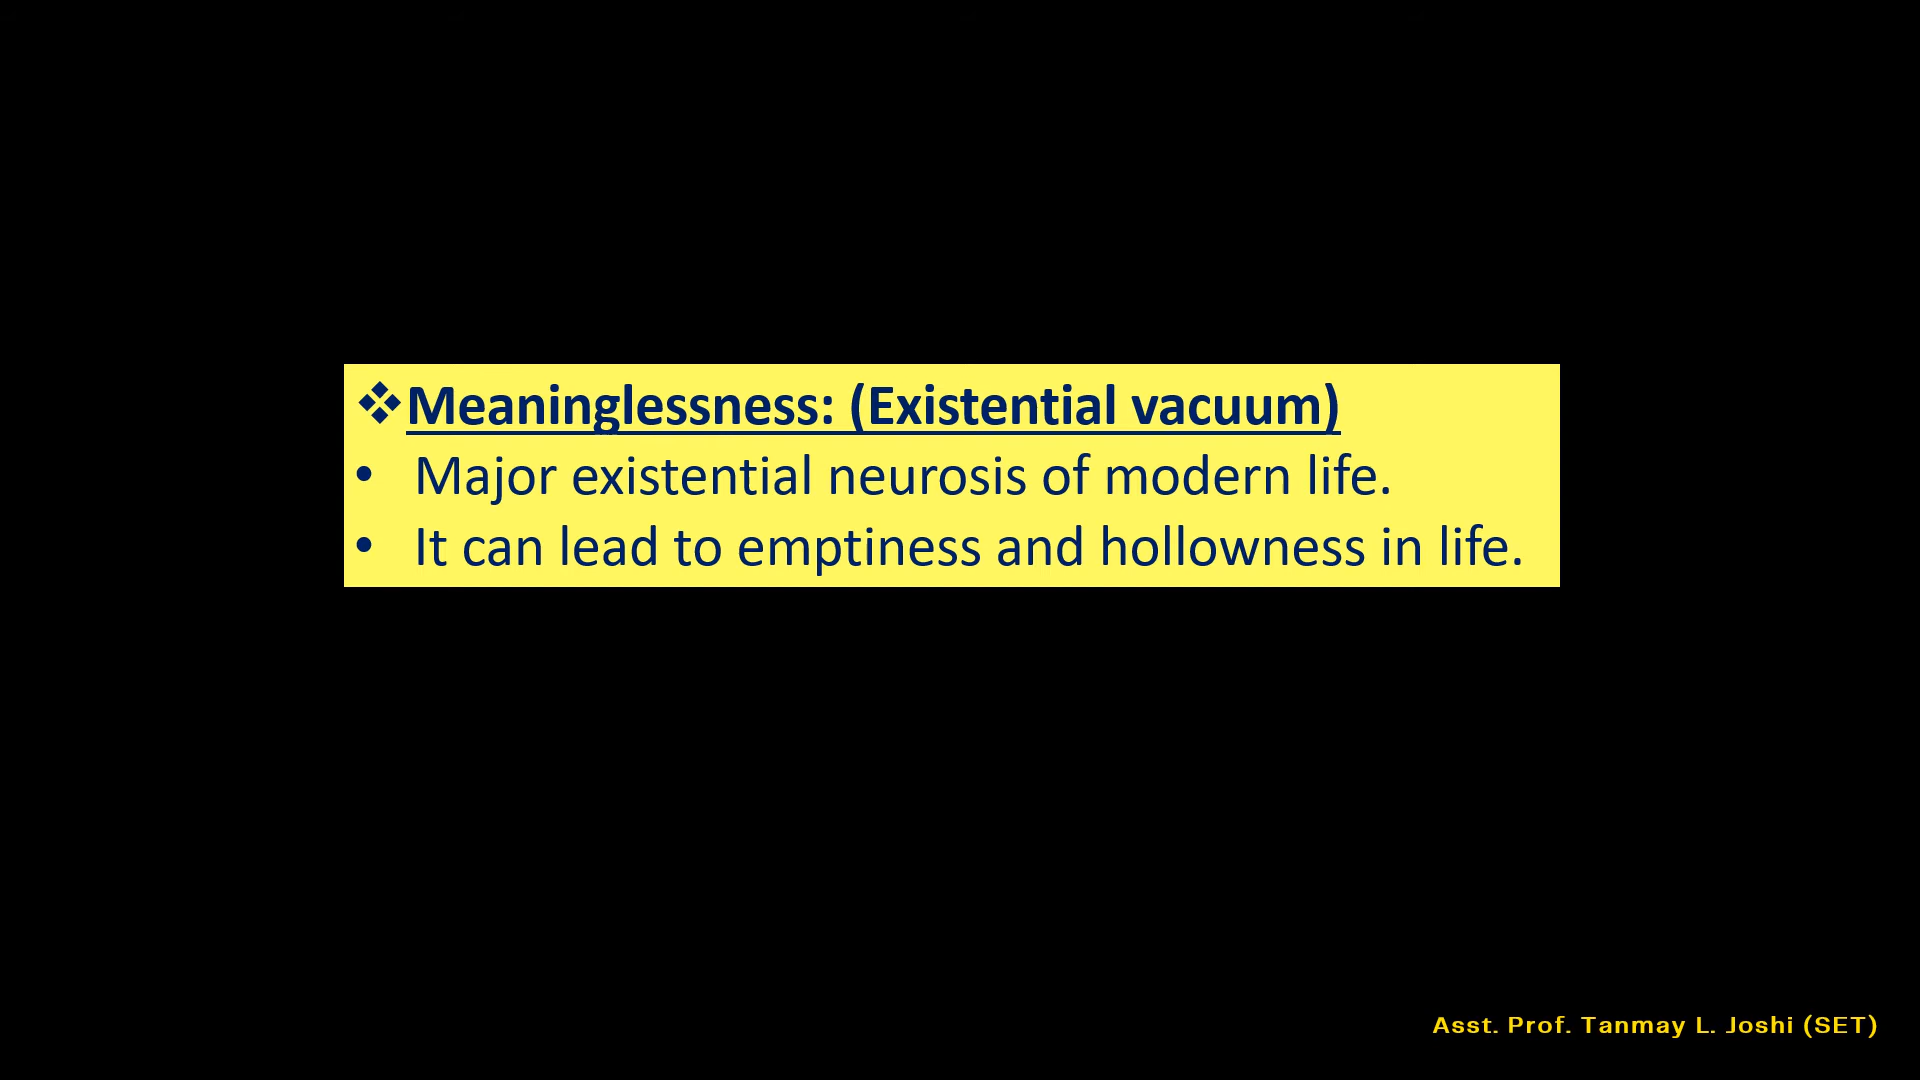 ❖Meaninglessness: (Existential vacuum)
• Major existential neurosis of modern life.
• It can lead to emptiness and hollowness in life.
Asst. Prof. Tanmay L. Joshi (SET)